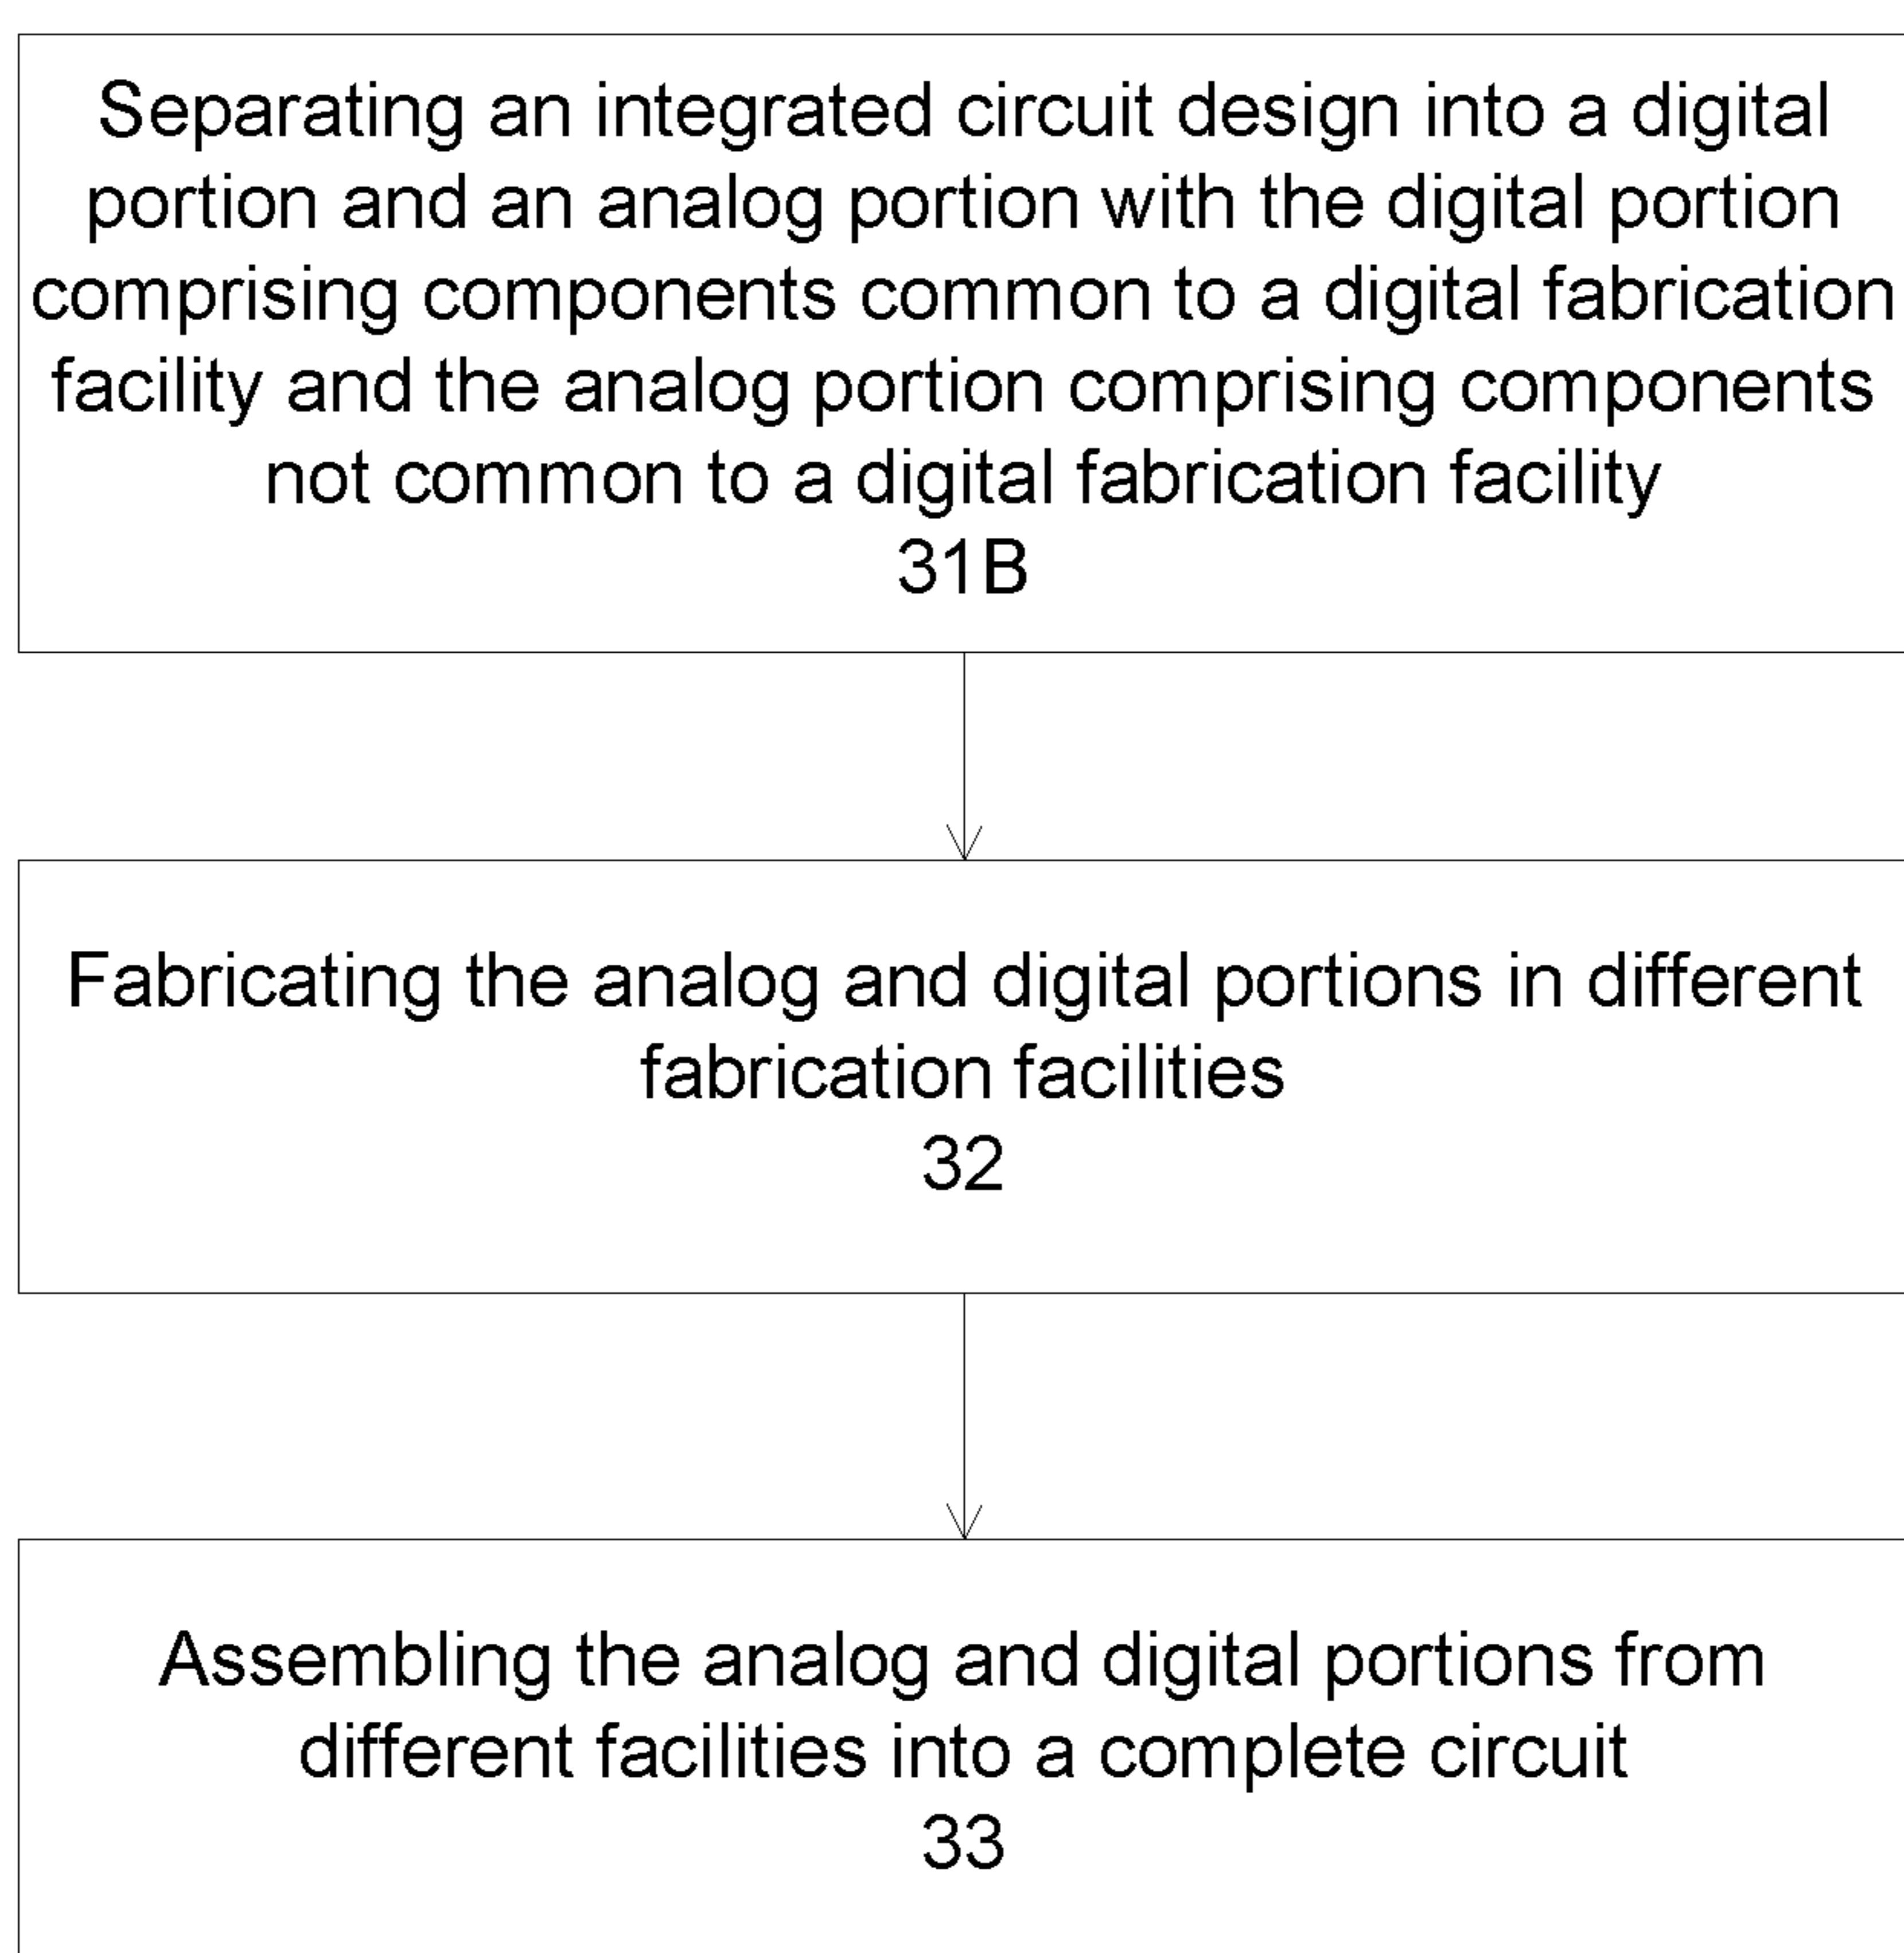 Separating an integrated circuit design into a digital
portion and an analog portion with the digital portion
comprising components common to a digital fabrication
facility and the analog portion comprising components
not common to a digital fabrication facility
31B
Fabricating the analog and digital portions in different
fabrication facilities
32
Assembling the analog and digital portions from
different facilities into a complete circuit
33